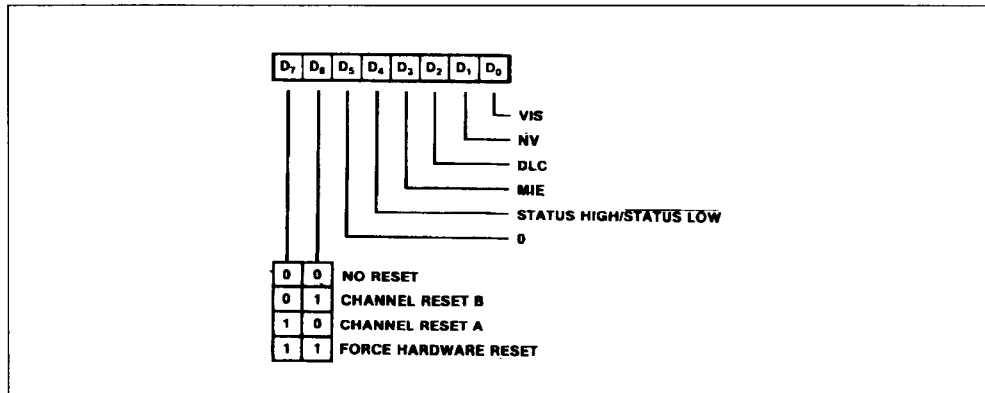 D7 D6 D5 D4 D3 D2 D1 D0
VIS
NV
DLC
MIE
STATUS HIGH/STATUS LOW
0
0 0 NO RESET
0 1 CHANNEL RESET B
1 0 CHANNEL RESET A
1 1 FORCE HARDWARE RESET